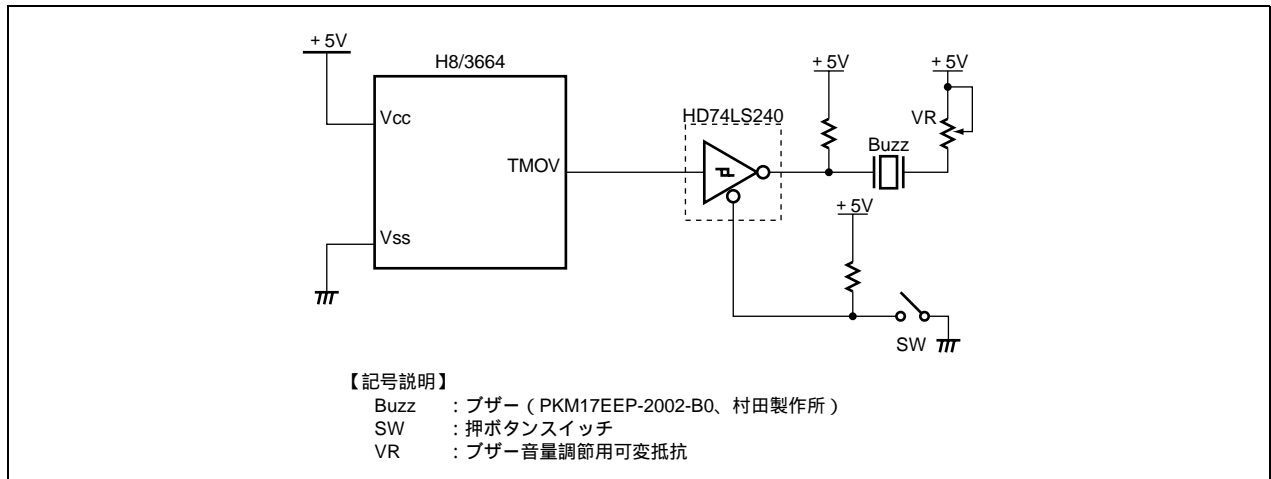 +5V
H8/3664
Vcc
TMOV
Vss
HD74LS240
+5V
+5V
VR
Buzz
+5V
SW
【記号説明】
Buzz :ブザー(PKM17EEP-2002-B0、村田製作所)
SW :押ボタンスイッチ
VR :ブザー音量調節用可変抵抗